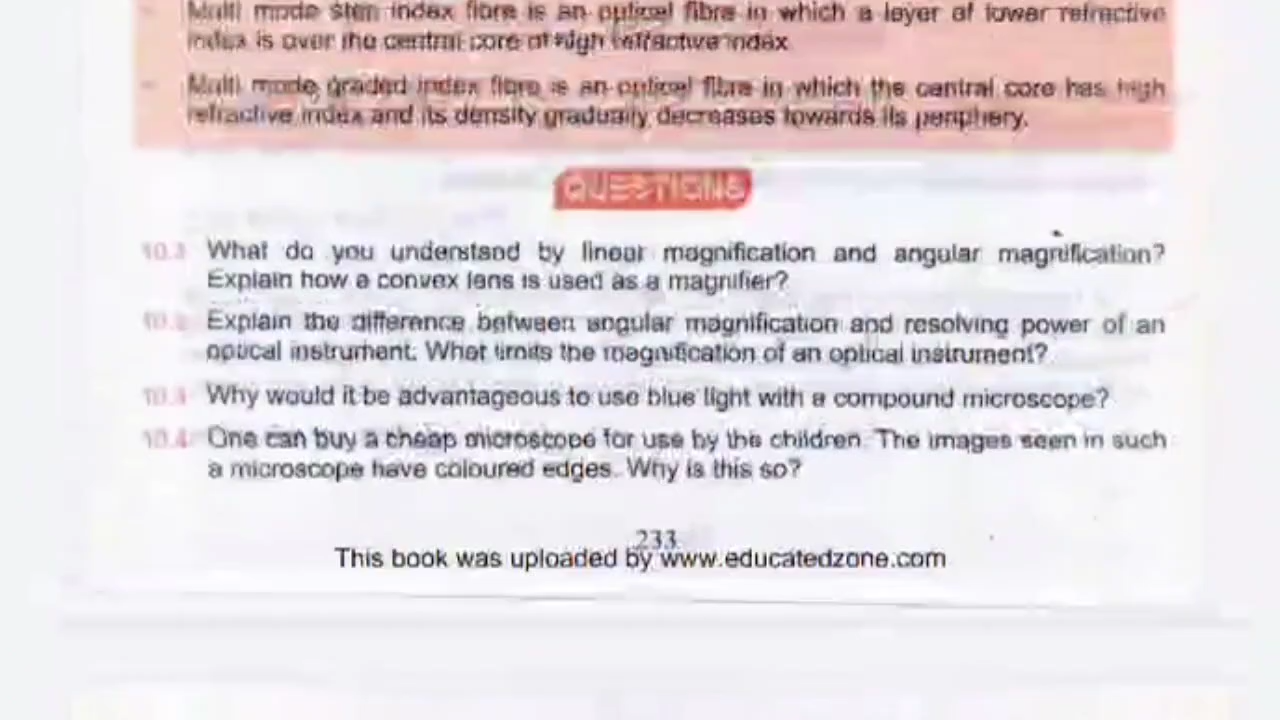 Multi mode step index fibre is an optical fibre in which a layer of lower refractive
index is over the central core of high refractive index.
Multi mode graded index fibre is an optical fibre in which the central core has high
refractive index and its density gradually decreases towards its periphery.
QUESTIONS
10.1 What do you understand by linear magnification and angular magnification?
Explain how a convex lens is used as a magnifier?
10.2 Explain the difference between angular magnification and resolving power of an
optical instrument. What limits the magnification of an optical instrument?
10.3 Why would it be advantageous to use blue light with a compound microscope?
10.4 One can buy a cheap microscope for use by the children. The images seen in such
a microscope have coloured edges. Why is this so?
233
This book was uploaded by www.educatedzone.com